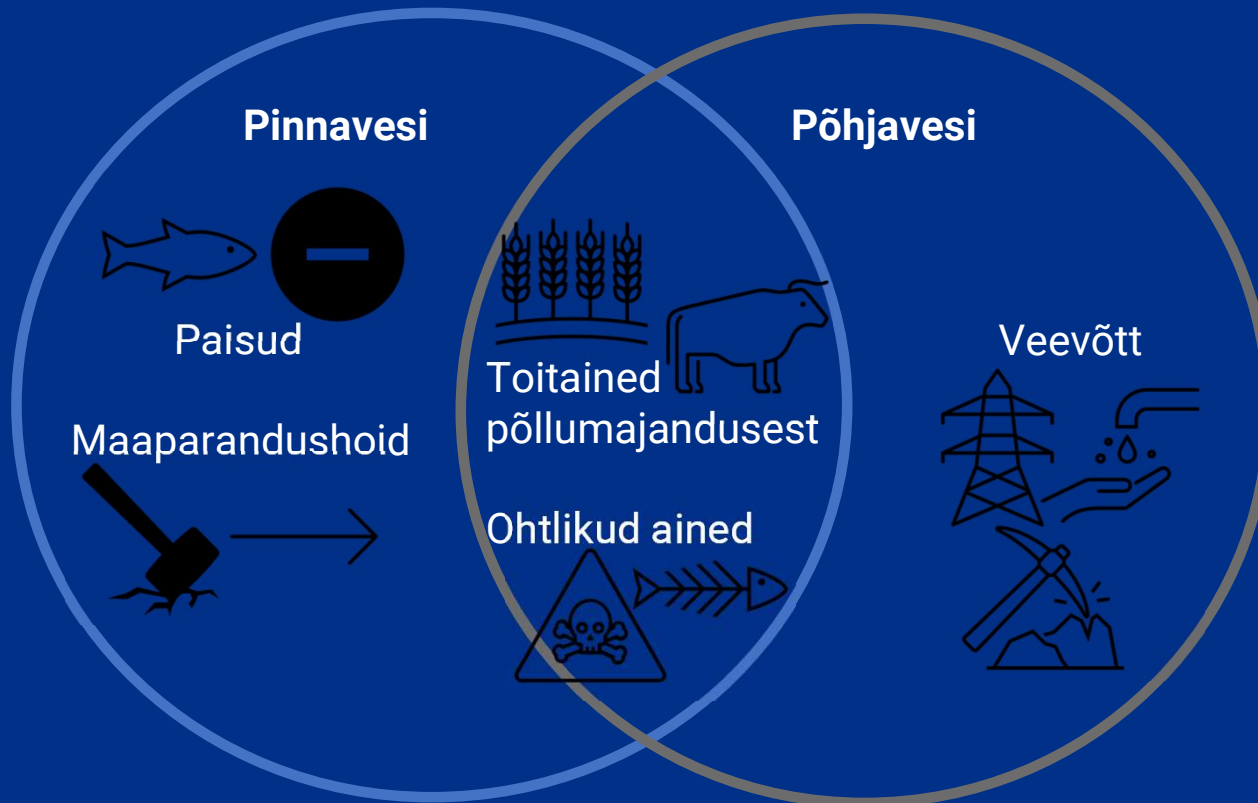 Pinnavesi
Põhjavesi
Paisud
Maaparandushoid
Toitained
põllumajandusest
Ohtlikud ained
Veevõtt